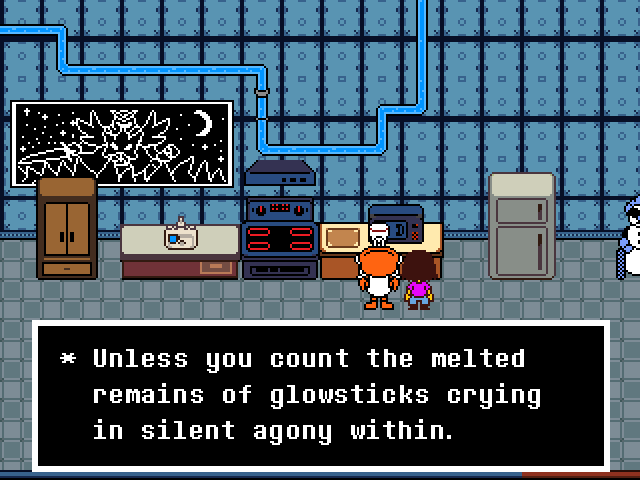 * Unless you count the melted
remains of glowsticks crying
in silent agony within.